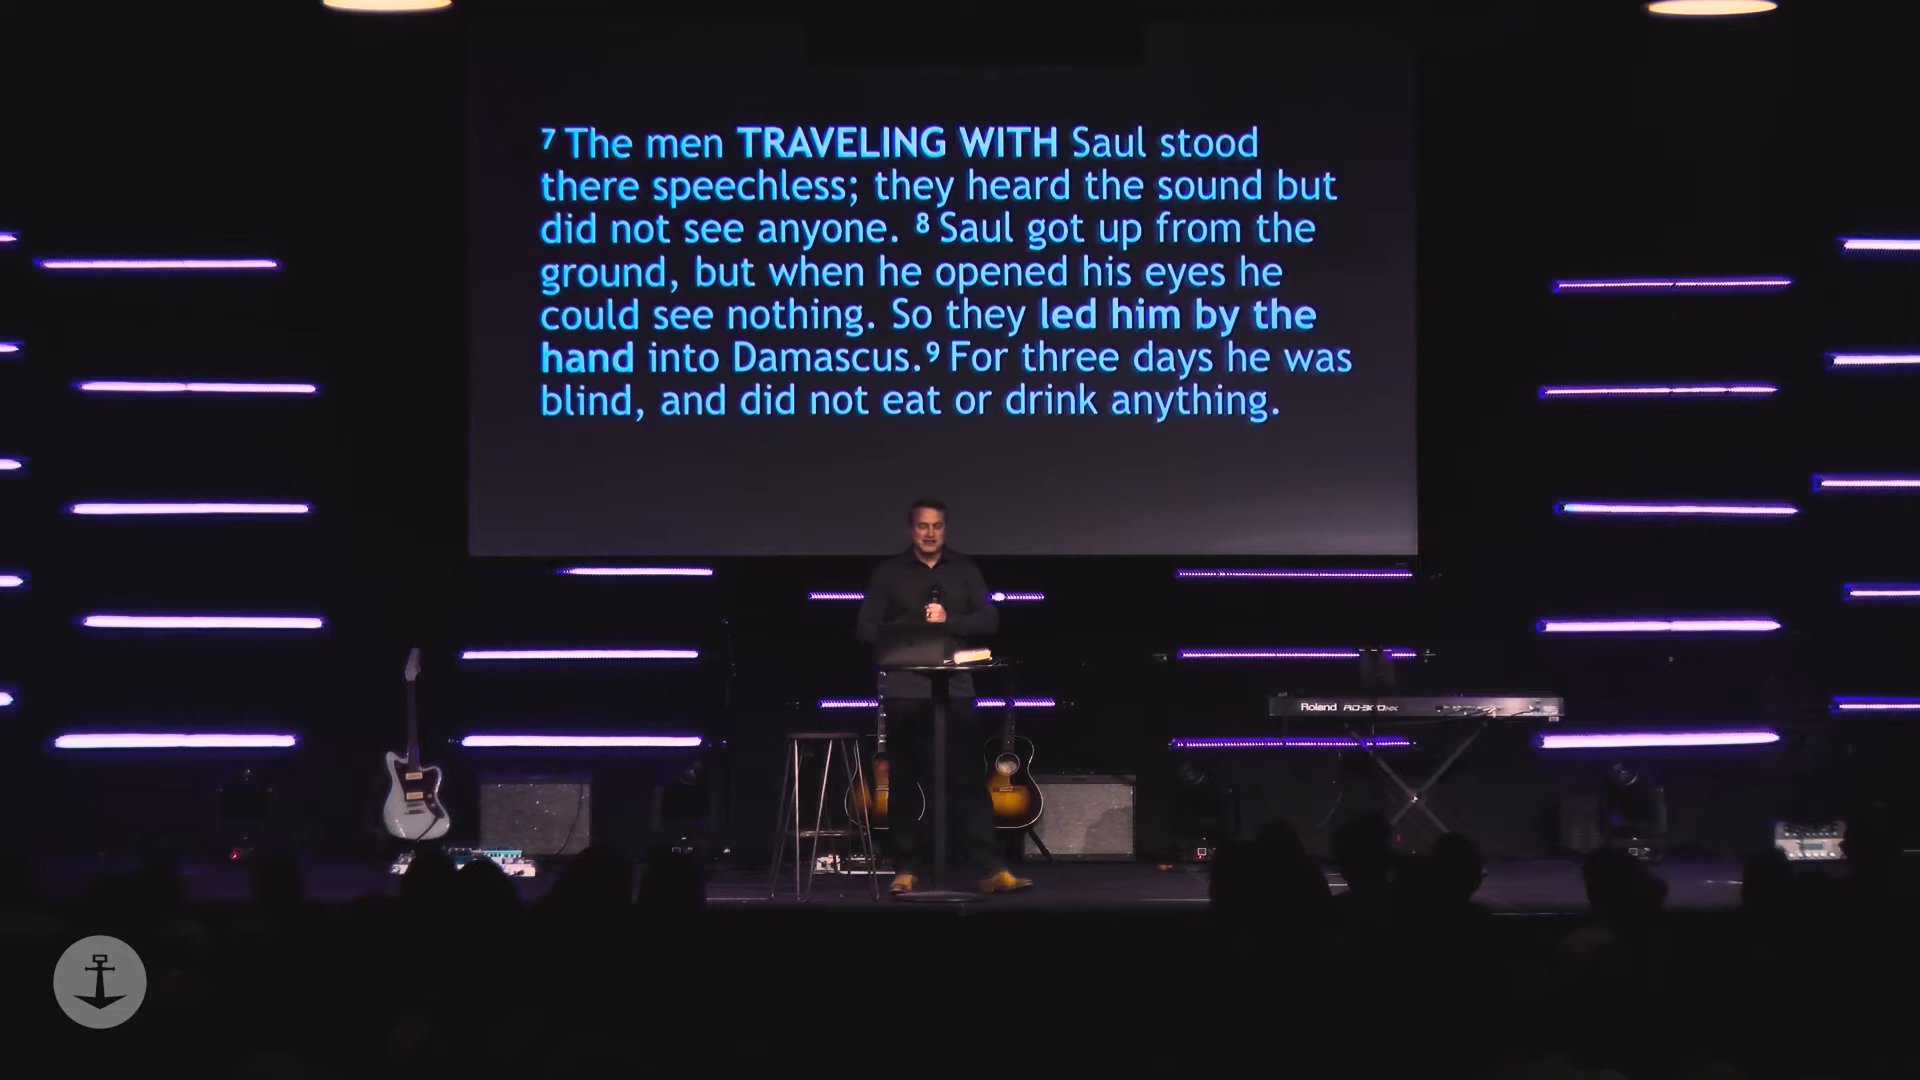 ⁷ The men TRAVELING WITH Saul stood
there speechless; they heard the sound but
did not see anyone. ⁸ Saul got up from the
ground, but when he opened his eyes he
could see nothing. So they led him by the
hand into Damascus.⁹ For three days he was
blind, and did not eat or drink anything.
Roland